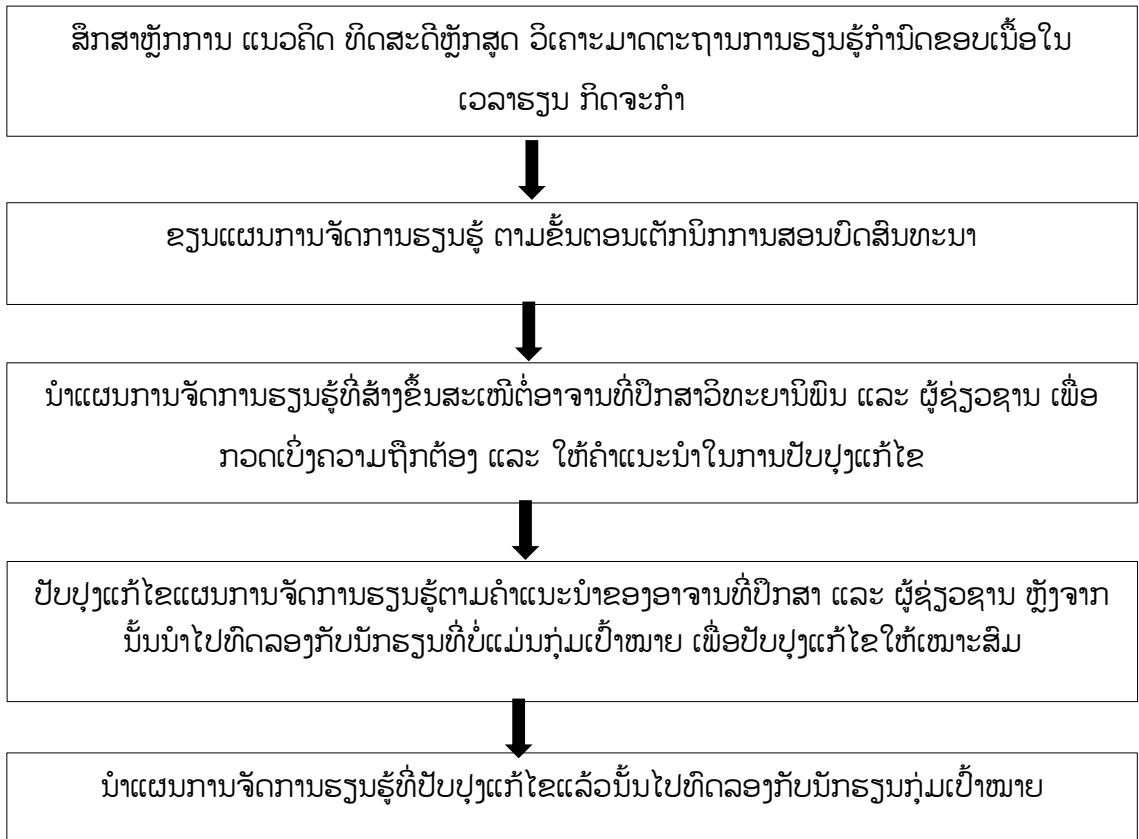 ສຶກສາຫຼັກການ ແນວຄິດ ທິດສະດີຫຼັກສູດ ວິເຄາະມາດຕະຖານການຮຽນຮູ້ກຳນົດຂອບເນື້ອໃນ
ເວລາຮຽນ ກິດຈະກຳ
ຂຽນແຜນການຈັດການຮຽນຮູ້ ຕາມຂັ້ນຕອນເຕັກນິກການສອນບົດສົນທະນາ
ນຳແຜນການຈັດການຮຽນຮູ້ທີ່ສ້າງຂຶ້ນສະເໜີຕໍ່ອາຈານທີ່ປຶກສາວິທະຍານິພົນ ແລະ ຜູ້ຊ່ຽວຊານ ເພື່ອ
ກວດເບິ່ງຄວາມຖືກຕ້ອງ ແລະ ໃຫ້ຄຳແນະນຳໃນການປັບປຸງແກ້ໄຂ
ປັບປຸງແກ້ໄຂແຜນການຈັດການຮຽນຮູ້ຕາມຄຳແນະນຳຂອງອາຈານທີ່ປຶກສາ ແລະ ຜູ້ຊ່ຽວຊານ ຫຼັງຈາກ
ນັ້ນນຳໄປທົດລອງກັບນັກຮຽນທີ່ບໍ່ແມ່ນກຸ່ມເປົ້າໝາຍ ເພື່ອປັບປຸງແກ້ໄຂໃຫ້ເໝາະສົມ
ນຳແຜນການຈັດການຮຽນຮູ້ທີ່ປັບປຸງແກ້ໄຂແລ້ວນັ້ນໄປທົດລອງກັບນັກຮຽນກຸ່ມເປົ້າໝາຍ